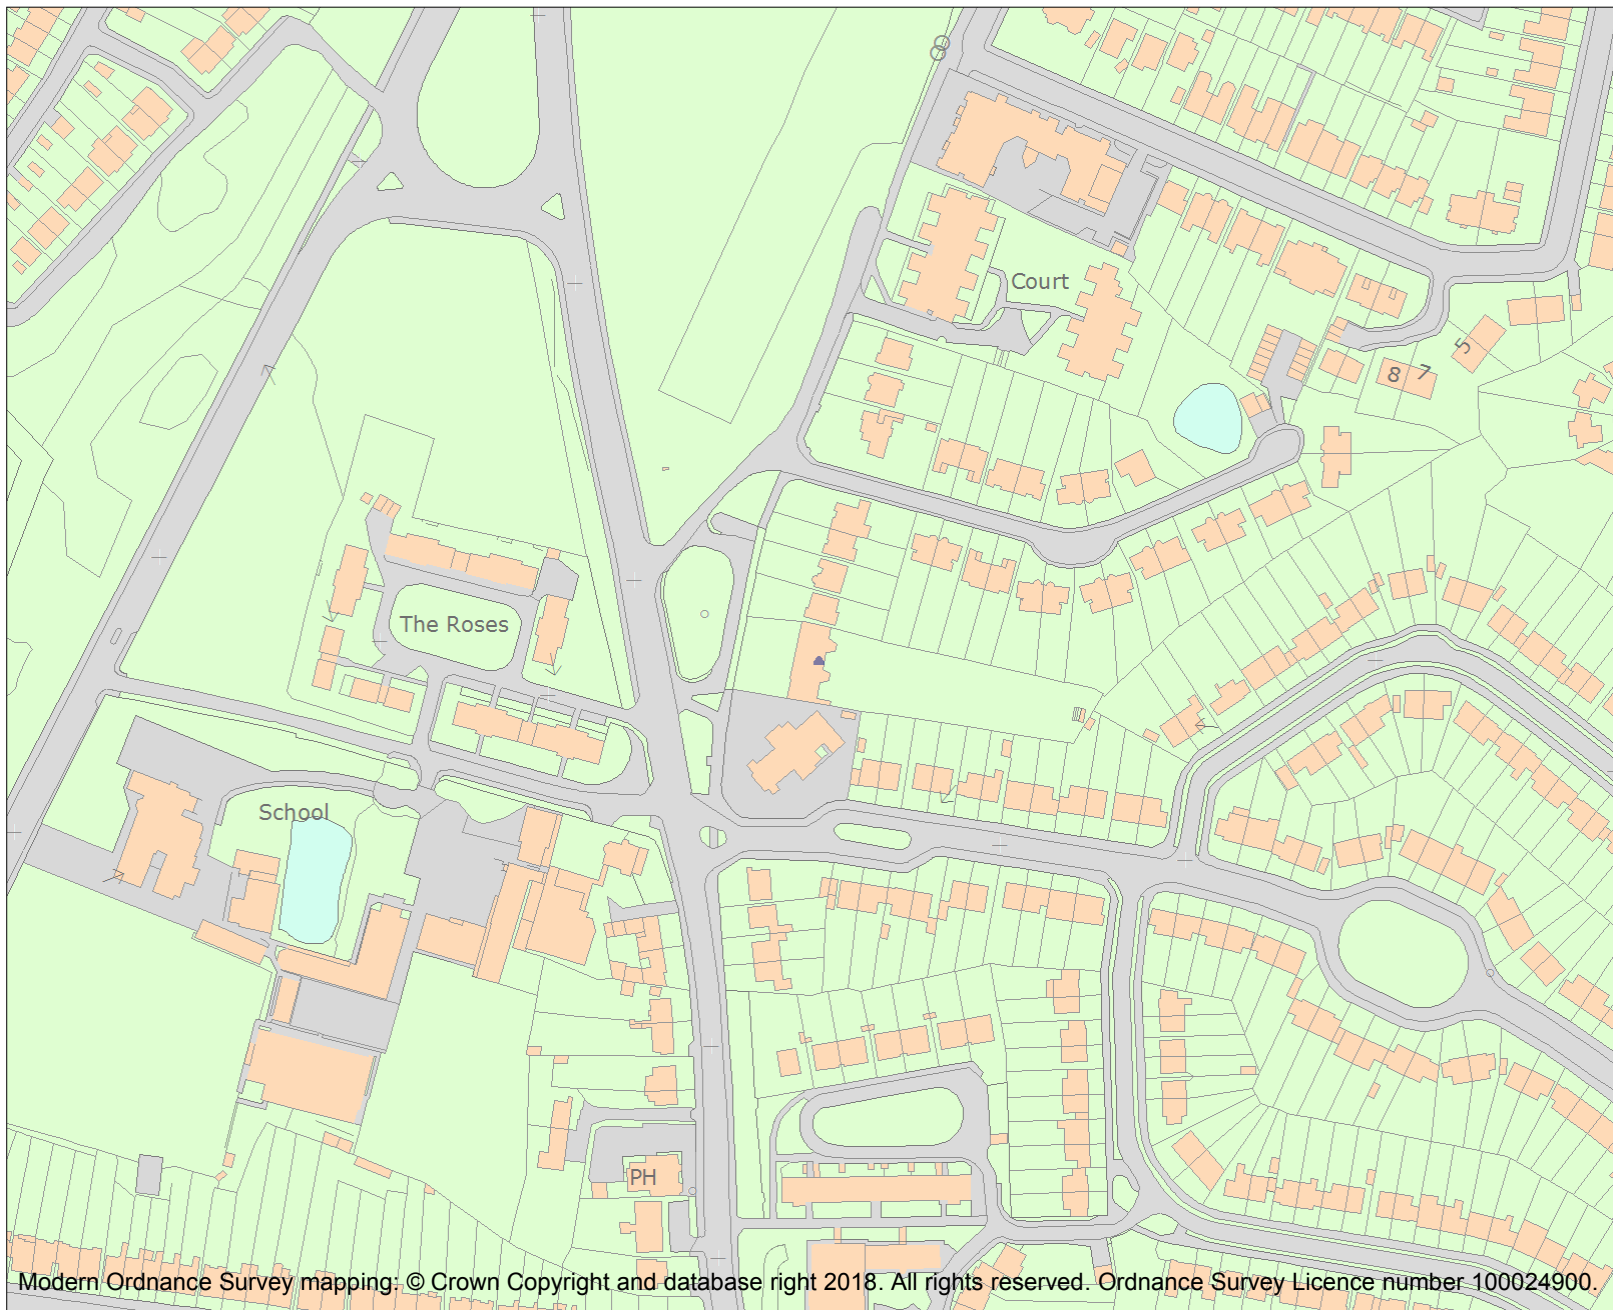 Court
5
8 7
The Roses
School
PH
Modern Ordnance Survey mapping: © Crown Copyright and database right 2018. All rights reserved. Ordnance Survey Licence number 100024900.